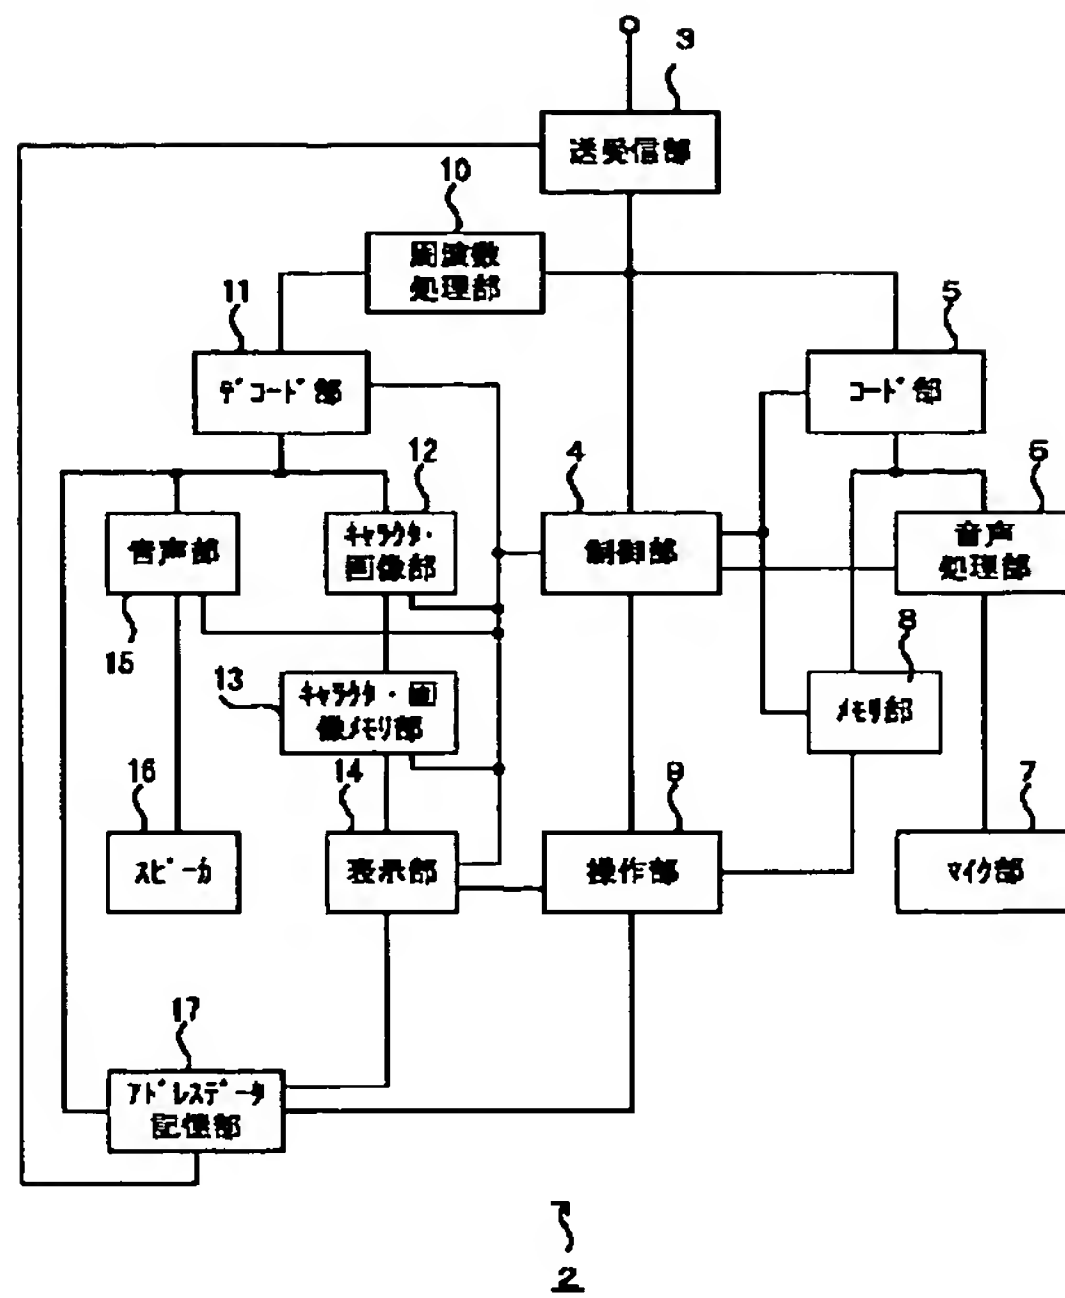 3
送受信部
10
周波数
処理部
11
デコード部
5
コード部
12
キャラクタ・
画像部
4
制御部
6
音声
処理部
音声部
15
13
キャラクタ・画
像メモリ部
8
メモリ部
16
スピーカ
14
表示部
9
操作部
7
マイク部
17
アドレスデータ
記憶部
2